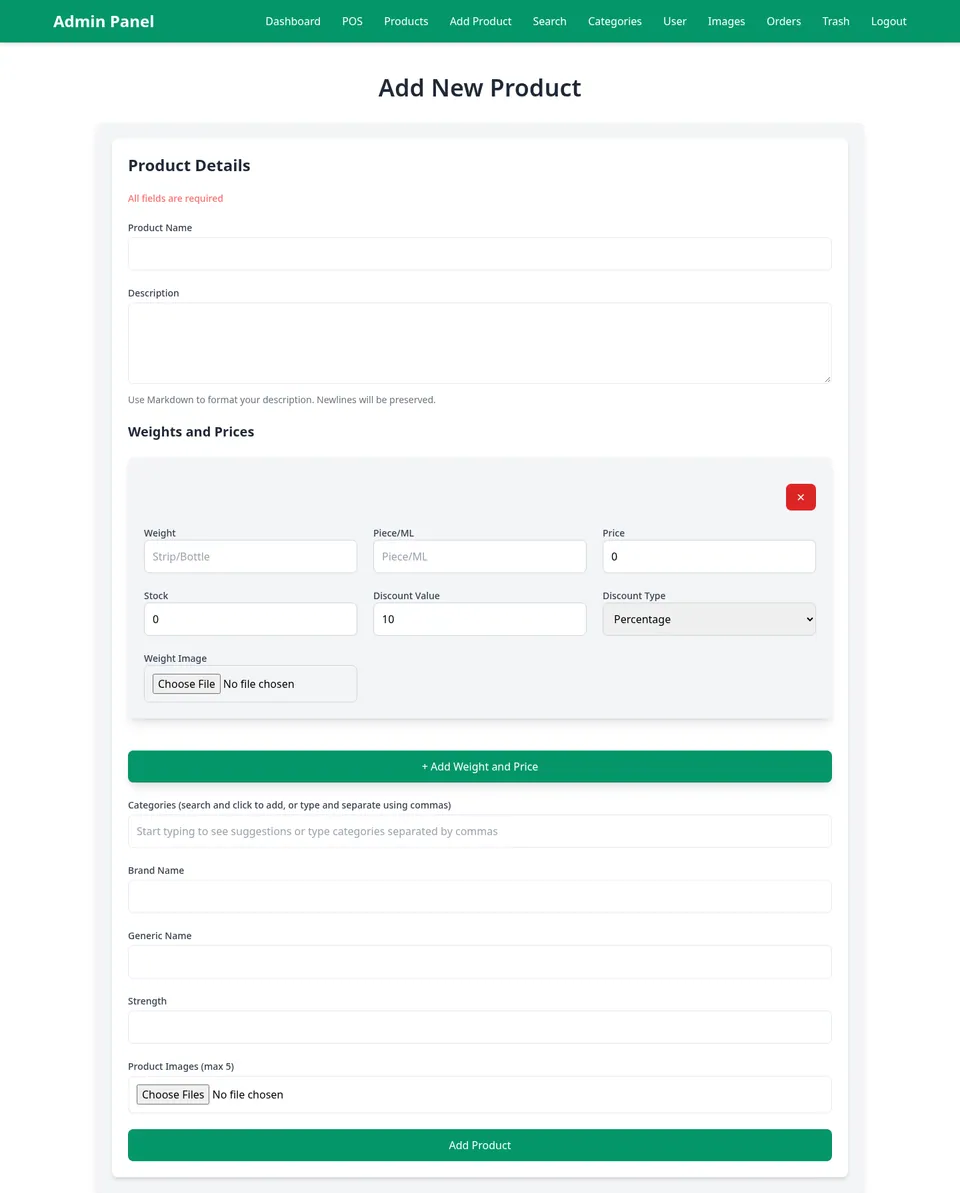 Admin Panel Dashboard POS Products Add Product Search Categories User Images Orders Trash Logout
Add New Product
Product Details
All fields are required
Product Name
Description
Use Markdown to format your description. Newlines will be preserved.
Weights and Prices
×
Weight Piece/ML Price
Strip/Bottle Piece/ML 0
Stock Discount Value Discount Type
0 10 Percentage
Weight Image
Choose File No file chosen
+ Add Weight and Price
Categories (search and click to add, or type and separate using commas)
Start typing to see suggestions or type categories separated by commas
Brand Name
Generic Name
Strength
Product Images (max 5)
Choose Files No file chosen
Add Product